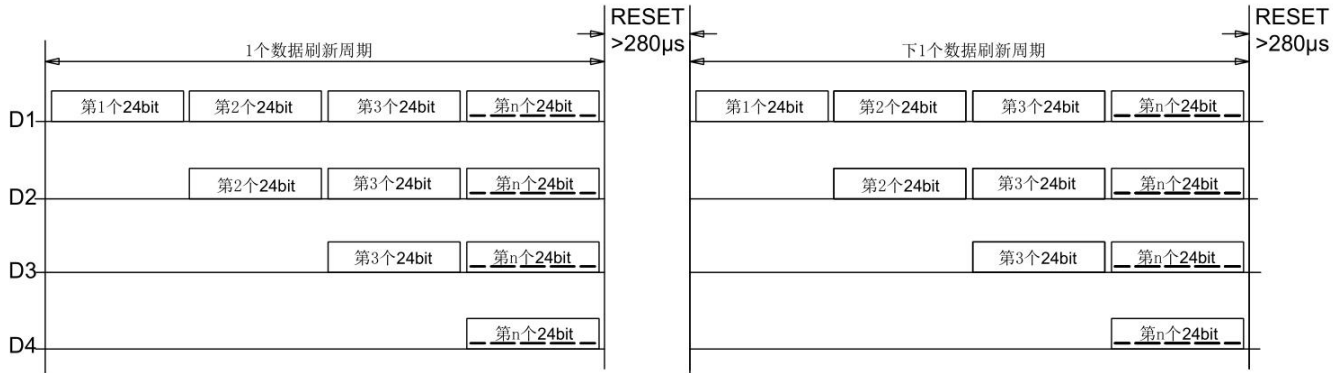 RESET
>280μs
RESET
>280μs
1个数据刷新周期
下1个数据刷新周期
D1 第1个24bit 第2个24bit 第3个24bit 第n个24bit 第1个24bit 第2个24bit 第3个24bit 第n个24bit
D2 第2个24bit 第3个24bit 第n个24bit 第2个24bit 第3个24bit 第n个24bit
D3 第3个24bit 第n个24bit 第3个24bit 第n个24bit
D4 第n个24bit 第n个24bit